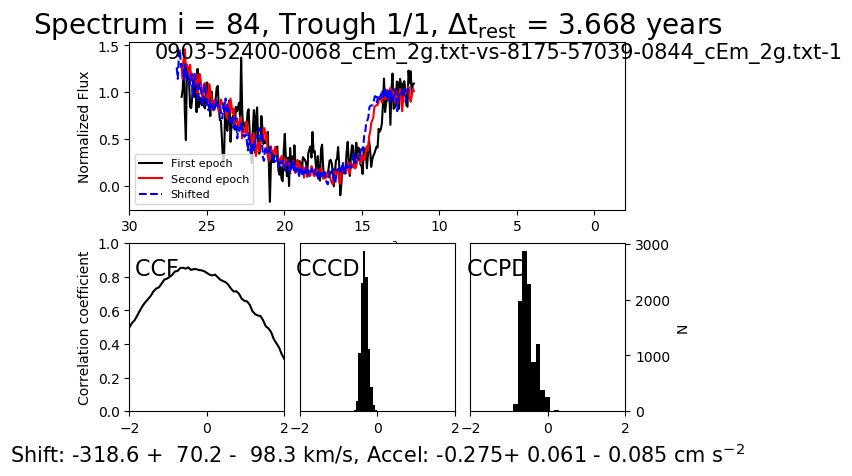 Spectrum i = 84, Trough 1/1, Δt_rest = 3.668 years
0903-52400-0068_cEm_2g.txt-vs-8175-57039-0844_cEm_2g.txt-1
Normalized Flux
1.5
1.0
0.5
0.0
First epoch
Second epoch
Shifted
30 25 20 15 10 5 0
Correlation coefficient
1.0
0.8
0.6
0.4
0.2
0.0
CCF
CCCD
CCPD
3000
2000
1000
0
N
−2 0 2
−2 0 2
−2 0 2
Shift: -318.6 + 70.2 - 98.3 km/s, Accel: -0.275+ 0.061 - 0.085 cm s⁻²